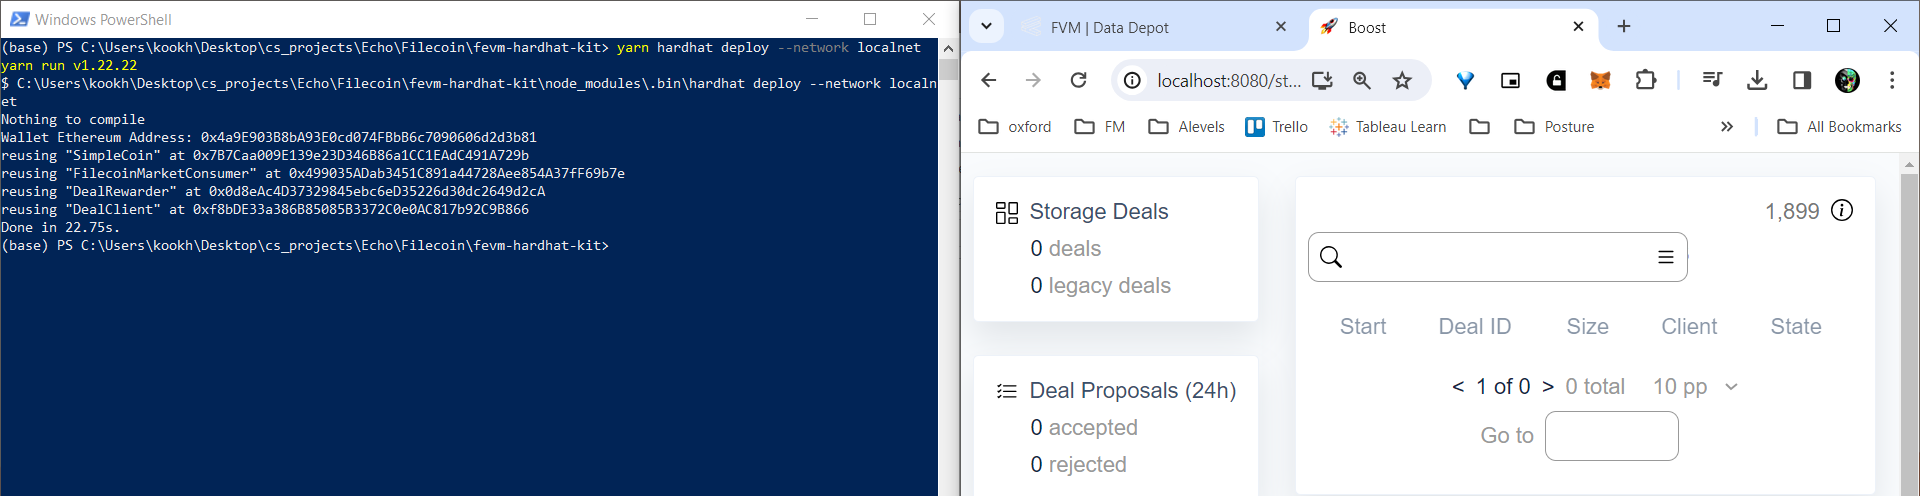 Windows PowerShell
(base) PS C:\Users\kookh\Desktop\cs_projects\Echo\Filecoin\fevm-hardhat-kit> yarn hardhat deploy --network localnet
yarn run v1.22.22
$ C:\Users\kookh\Desktop\cs_projects\Echo\Filecoin\fevm-hardhat-kit\node_modules\.bin\hardhat deploy --network localn
et
Nothing to compile
Wallet Ethereum Address: 0x4a9E903B8bA93E0cd074FBbB6c7090606d2d3b81
reusing "SimpleCoin" at 0x7B7Caa009E139e23D346B86a1CC1EAdC491A729b
reusing "FilecoinMarketConsumer" at 0x499035ADab3451C891a44728Aee854A37fF69b7e
reusing "DealRewarder" at 0x0d8eAc4D37329845ebc6eD35226d30dc2649d2cA
reusing "DealClient" at 0xf8bDE33a386B85085B3372C0e0AC817b92C9B866
Done in 22.75s.
(base) PS C:\Users\kookh\Desktop\cs_projects\Echo\Filecoin\fevm-hardhat-kit>
FVM | Data Depot
Boost
localhost:8080/st...
oxford
FM
Alevels
Trello
Tableau Learn
Posture
All Bookmarks
Storage Deals
0 deals
0 legacy deals
Deal Proposals (24h)
0 accepted
0 rejected
1,899
Start Deal ID Size Client State
< 1 of 0 > 0 total 10 pp
Go to